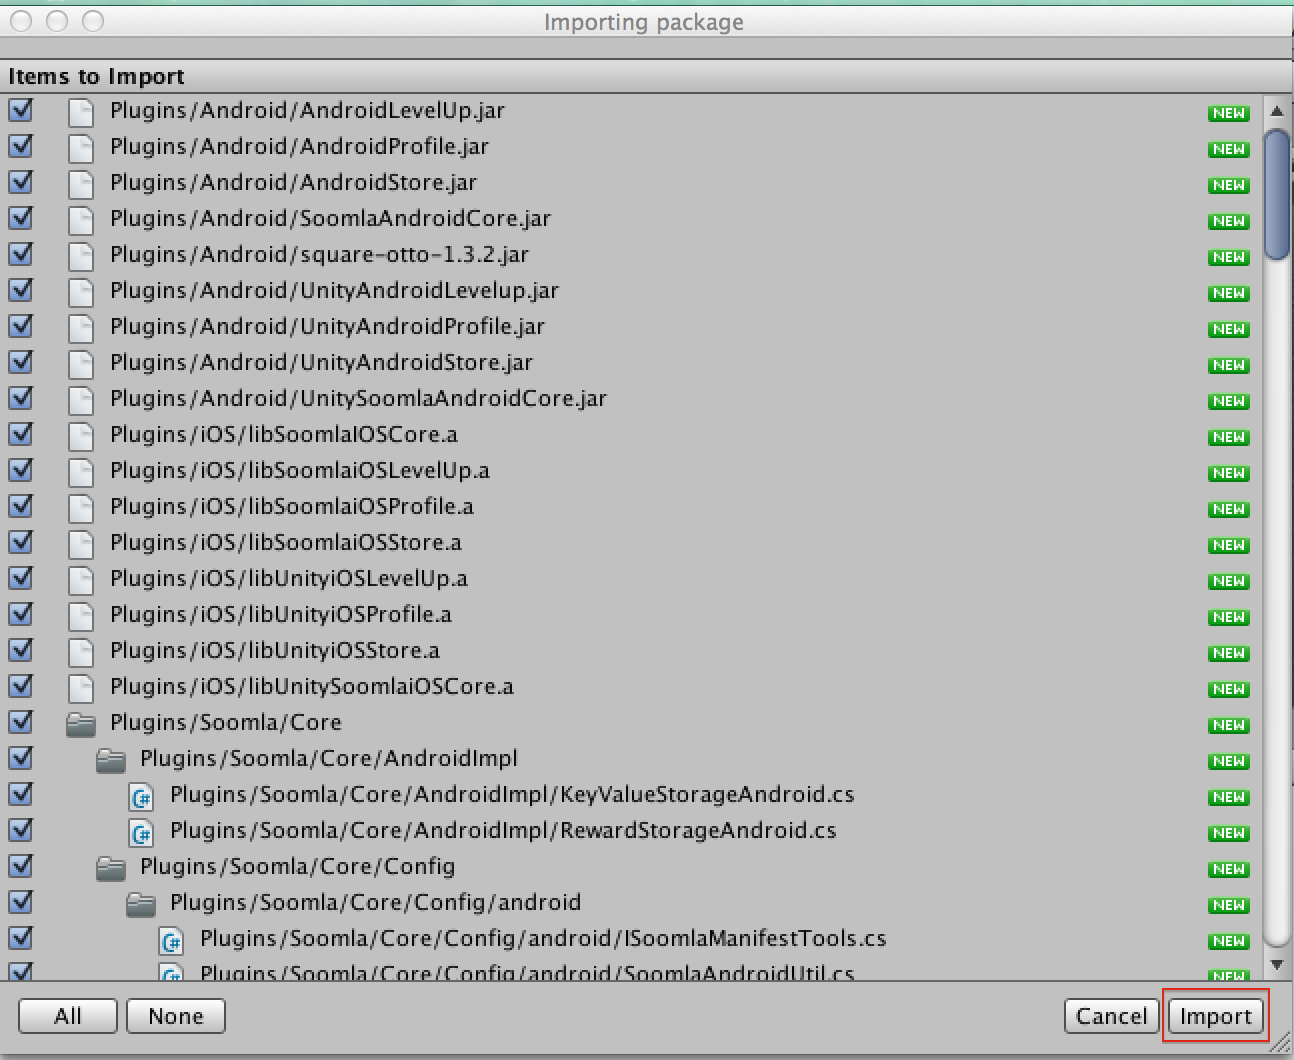 Importing package
Items to Import
Plugins/Android/AndroidLevelUp.jar NEW
Plugins/Android/AndroidProfile.jar NEW
Plugins/Android/AndroidStore.jar NEW
Plugins/Android/SoomlaAndroidCore.jar NEW
Plugins/Android/square-otto-1.3.2.jar NEW
Plugins/Android/UnityAndroidLevelup.jar NEW
Plugins/Android/UnityAndroidProfile.jar NEW
Plugins/Android/UnityAndroidStore.jar NEW
Plugins/Android/UnitySoomlaAndroidCore.jar NEW
Plugins/iOS/libSoomlaIOSCore.a NEW
Plugins/iOS/libSoomlaiOSLevelUp.a NEW
Plugins/iOS/libSoomlaiOSProfile.a NEW
Plugins/iOS/libSoomlaiOSStore.a NEW
Plugins/iOS/libUnityiOSLevelUp.a NEW
Plugins/iOS/libUnityiOSProfile.a NEW
Plugins/iOS/libUnityiOSStore.a NEW
Plugins/iOS/libUnitySoomlaiOSCore.a NEW
Plugins/Soomla/Core NEW
Plugins/Soomla/Core/AndroidImpl NEW
C# Plugins/Soomla/Core/AndroidImpl/KeyValueStorageAndroid.cs NEW
C# Plugins/Soomla/Core/AndroidImpl/RewardStorageAndroid.cs NEW
Plugins/Soomla/Core/Config NEW
Plugins/Soomla/Core/Config/android NEW
C# Plugins/Soomla/Core/Config/android/ISoomlaManifestTools.cs NEW
C# Plugins/Soomla/Core/Config/android/SoomlaAndroidUtil.cs NEW
All None Cancel Import